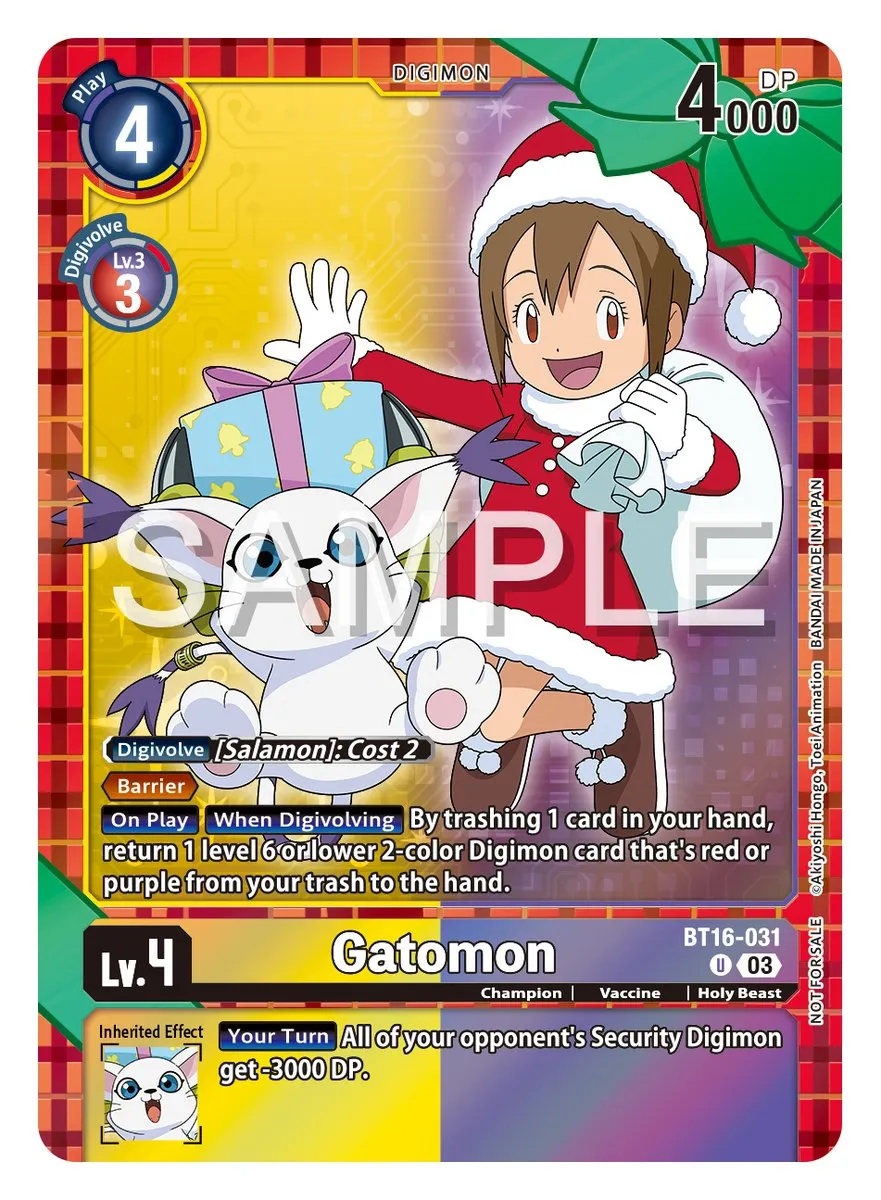 DIGIMON
Play
4
DP
4000
Digivolve
Lv.3
3
SAMPLE
Digivolve [Salamon]: Cost 2
Barrier
On Play When Digivolving By trashing 1 card in your hand,
return 1 level 6 or lower 2-color Digimon card that's red or
purple from your trash to the hand.
©Akiyoshi Hongo, Toei Animation BANDAI MADE IN JAPAN
NOT FOR SALE
Lv.4
Gatomon
BT16-031
U 03
Champion | Vaccine | Holy Beast
Inherited Effect
Your Turn All of your opponent's Security Digimon
get -3000 DP.